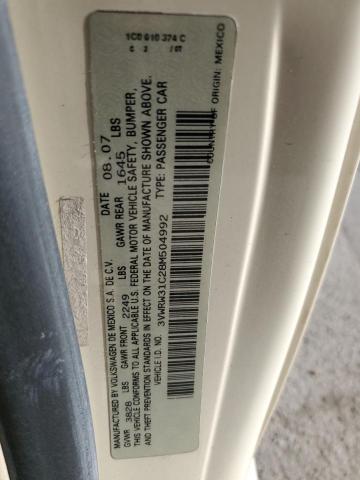 1C0 010 374 C
MANUFACTURED BY VOLKSWAGEN DE MEXICO S.A. DE C.V. DATE 08.07
GVWR 3828 LBS GAWR FRONT 2249 LBS GAWR REAR 1645 LBS
THIS VEHICLE CONFORMS TO ALL APPLICABLE U.S. FEDERAL MOTOR VEHICLE SAFETY, BUMPER,
AND THEFT PREVENTION STANDARDS IN EFFECT ON THE DATE OF MANUFACTURE SHOWN ABOVE.
VEHICLE I.D. NO. 3VWRW31C28M504992 TYPE: PASSENGER CAR
COUNTRY OF ORIGIN: MEXICO